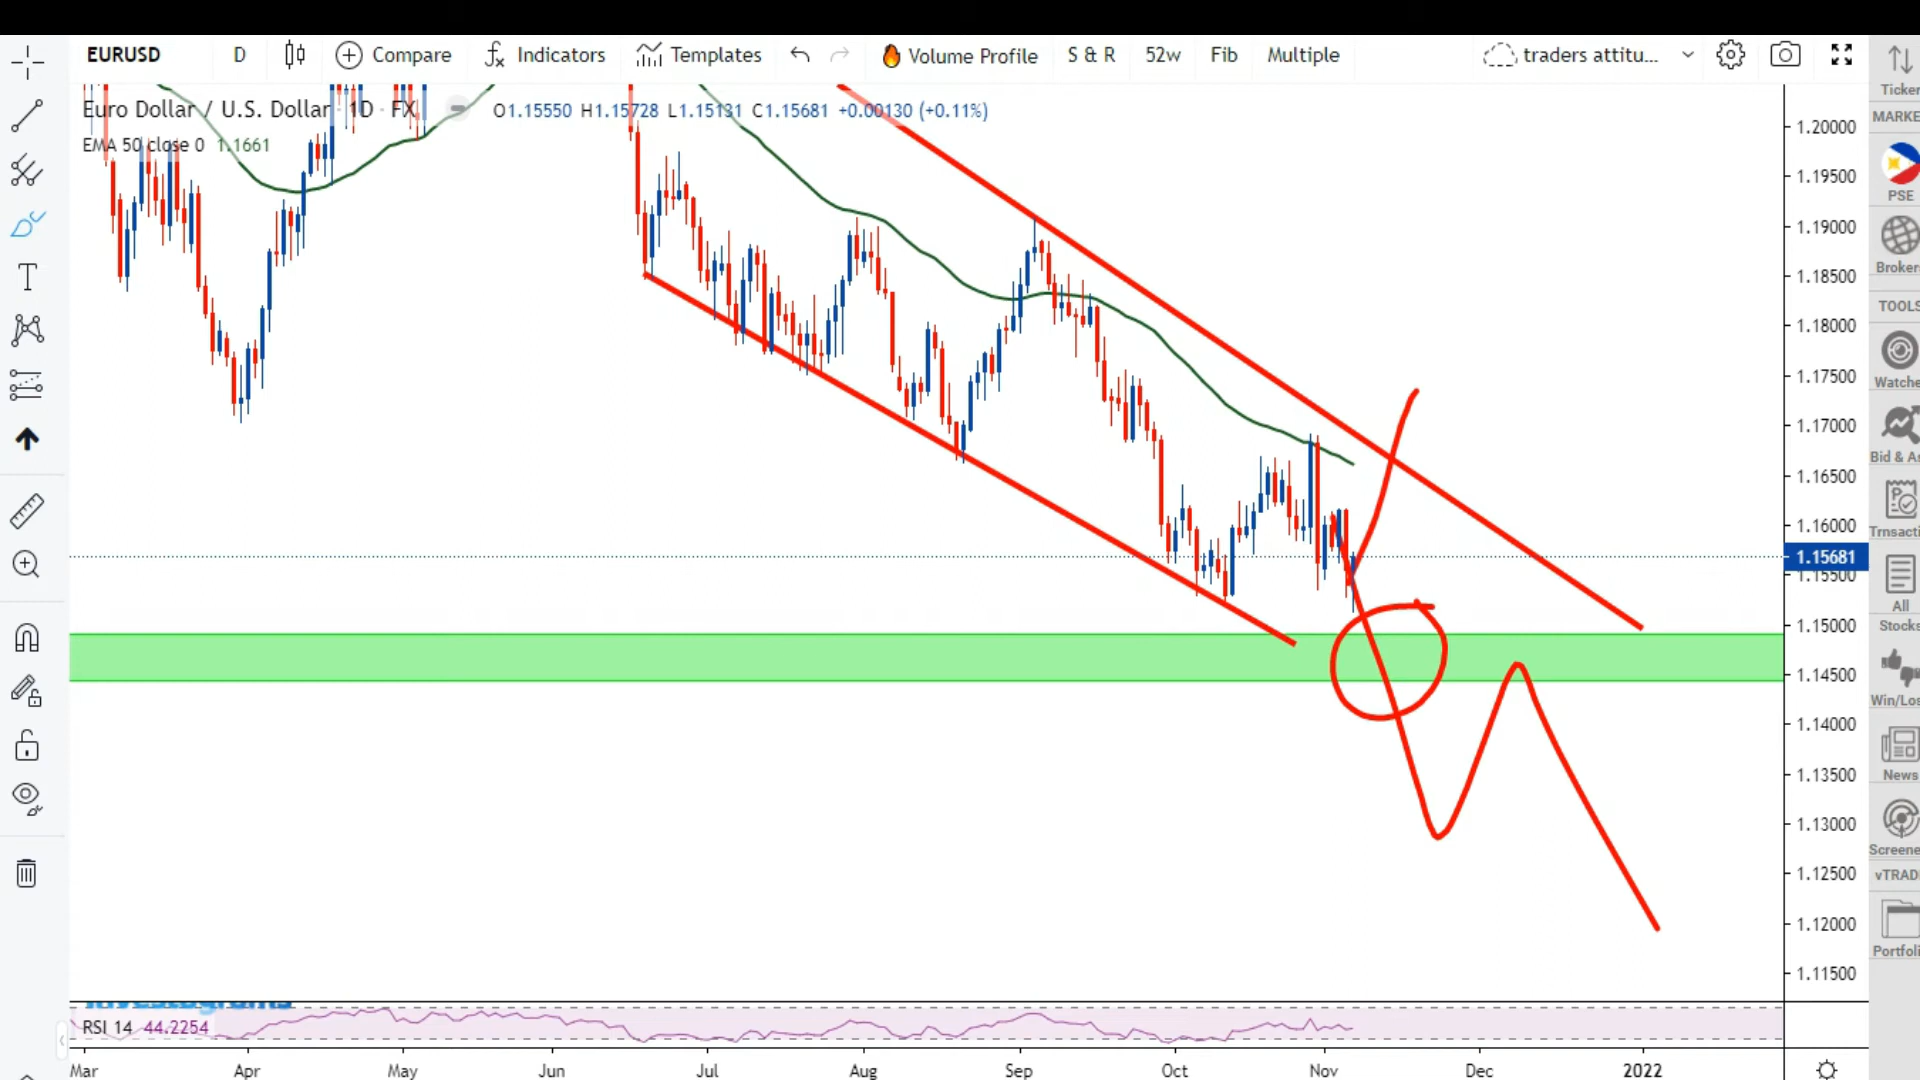 EURUSD D Compare Indicators Templates Volume Profile S & R 52w Fib Multiple traders attitu...
Euro Dollar / U.S. Dollar · 1D · FX O1.15550 H1.15728 L1.15131 C1.15681 +0.00130 (+0.11%)
EMA 50 close 0 1.1661
1.20000
1.19500
1.19000
1.18500
1.18000
1.17500
1.17000
1.16500
1.16000
1.15681
1.15500
1.15000
1.14500
1.14000
1.13500
1.13000
1.12500
1.12000
1.11500
Ticker
MARKE
PSE
Broker
TOOLS
Watche
Bid & As
Trnsacti
All
Stocks
Win/Los
News
Screene
vTRAD
Portfoli
RSI 14 44.2254
Mar Apr May Jun Jul Aug Sep Oct Nov Dec 2022